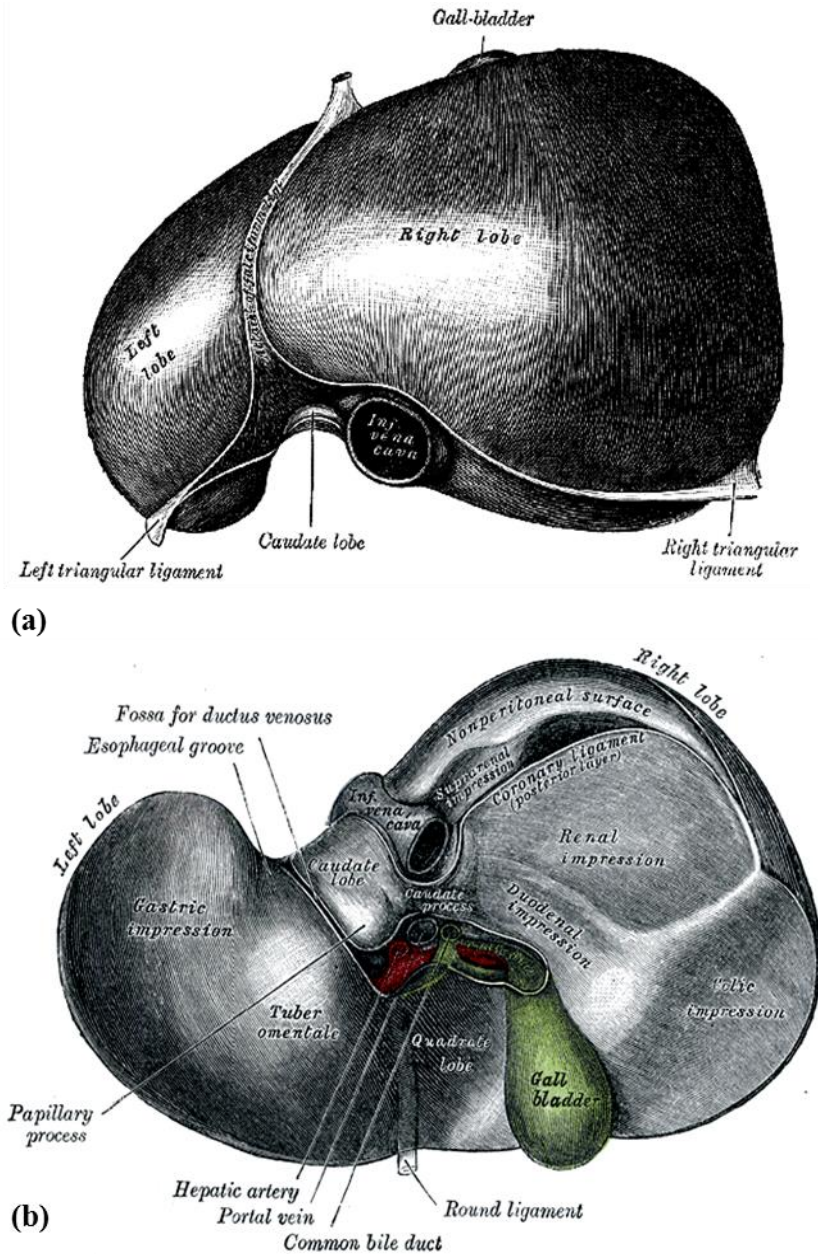 Gall-bladder
Right lobe
Left
lobe
Inf.
vena
cava
Caudate lobe
Left triangular ligament
Right triangular
ligament
(a)
Right lobe
Nonperitoneal surface
Fossa for ductus venosus
Esophageal groove
Suprarenal
impression
Coronary ligament
(posterior layer)
Inf.
vena
cava
Left lobe
Caudate
lobe
Renal
impression
Caudate
process
Gastric
impression
Duodenal
impression
Colic
impression
Tuber
omentale
Quadrate
lobe
Gall
bladder
Papillary
process
Hepatic artery
Portal vein
Round ligament
Common bile duct
(b)